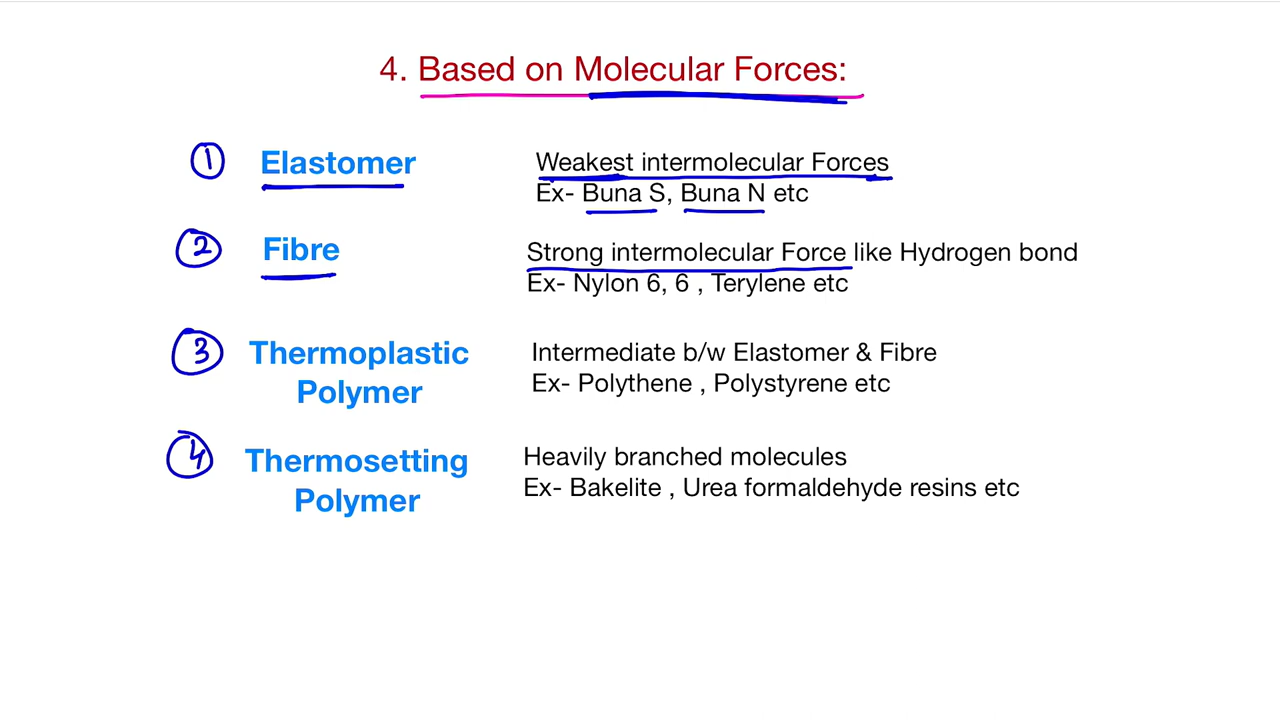 4. Based on Molecular Forces:
1 Elastomer
Weakest intermolecular Forces
Ex- Buna S, Buna N etc
2 Fibre
Strong intermolecular Force like Hydrogen bond
Ex- Nylon 6, 6 , Terylene etc
3 Thermoplastic
Polymer
Intermediate b/w Elastomer & Fibre
Ex- Polythene , Polystyrene etc
4 Thermosetting
Polymer
Heavily branched molecules
Ex- Bakelite , Urea formaldehyde resins etc